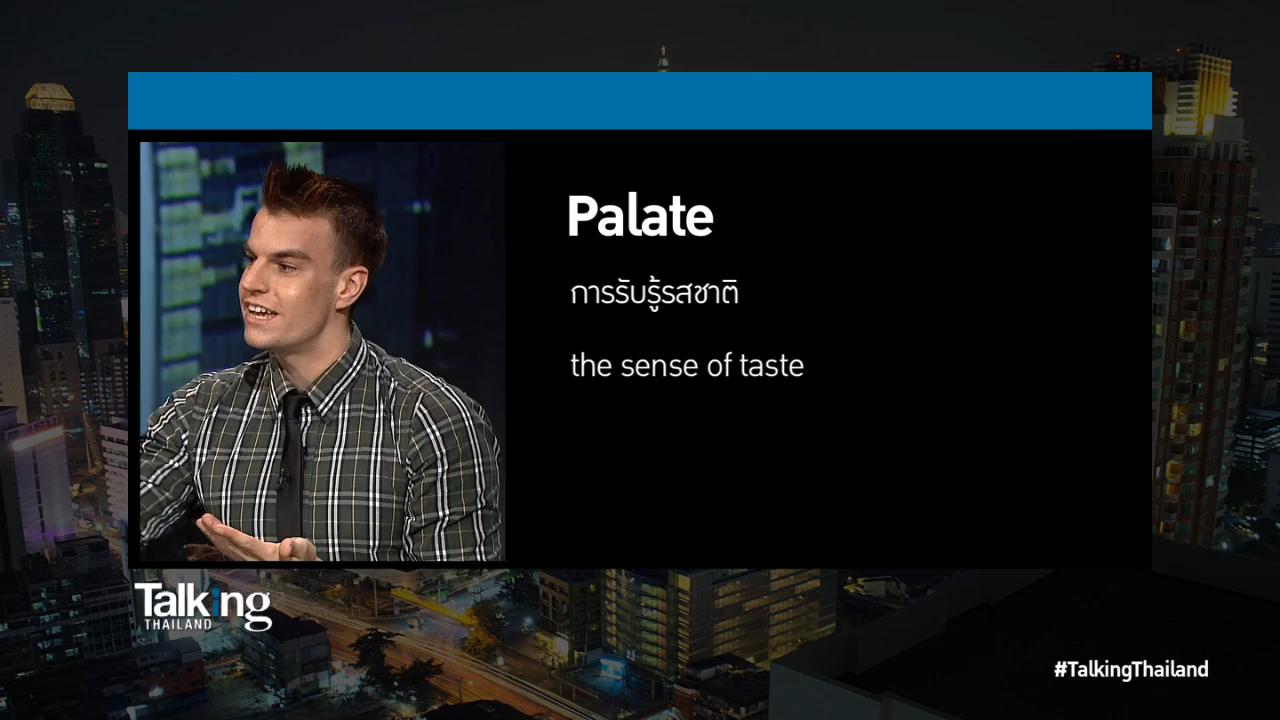 Palate
การรับรู้รสชาติ
the sense of taste
Talking
THAILAND
#TalkingThailand